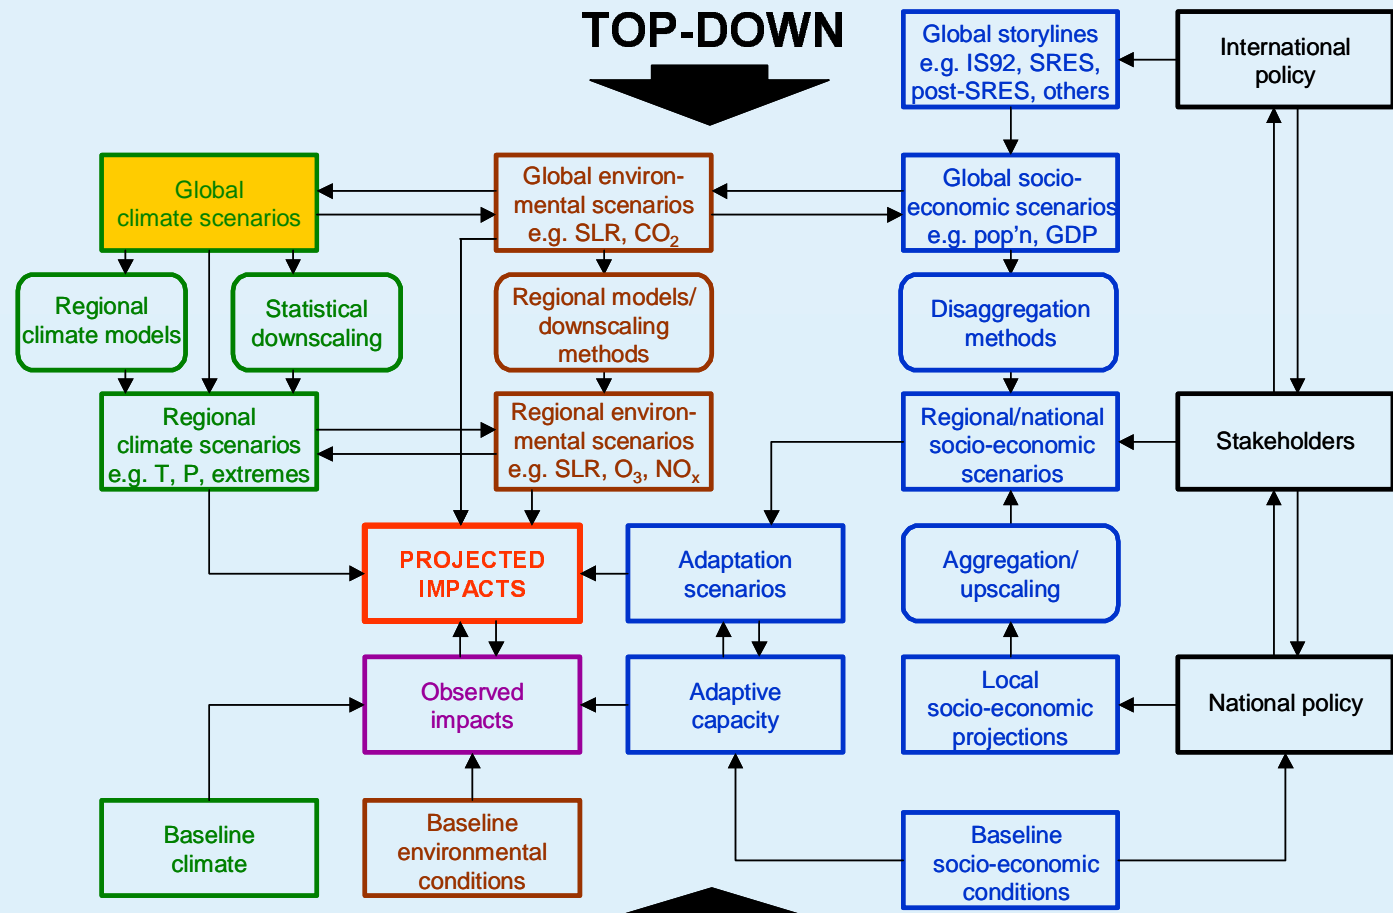 TOP-DOWN
Global storylines
e.g. IS92, SRES,
post-SRES, others
International
policy
Global
climate scenarios
Global environ-
mental scenarios
e.g. SLR, CO₂
Global socio-
economic scenarios
e.g. pop'n, GDP
Regional
climate models
Statistical
downscaling
Regional models/
downscaling
methods
Disaggregation
methods
Regional
climate scenarios
e.g. T, P, extremes
Regional environ-
mental scenarios
e.g. SLR, O₃, NOₓ
Regional/national
socio-economic
scenarios
Stakeholders
PROJECTED
IMPACTS
Adaptation
scenarios
Aggregation/
upscaling
Observed
impacts
Adaptive
capacity
Local
socio-economic
projections
National policy
Baseline
climate
Baseline
environmental
conditions
Baseline
socio-economic
conditions